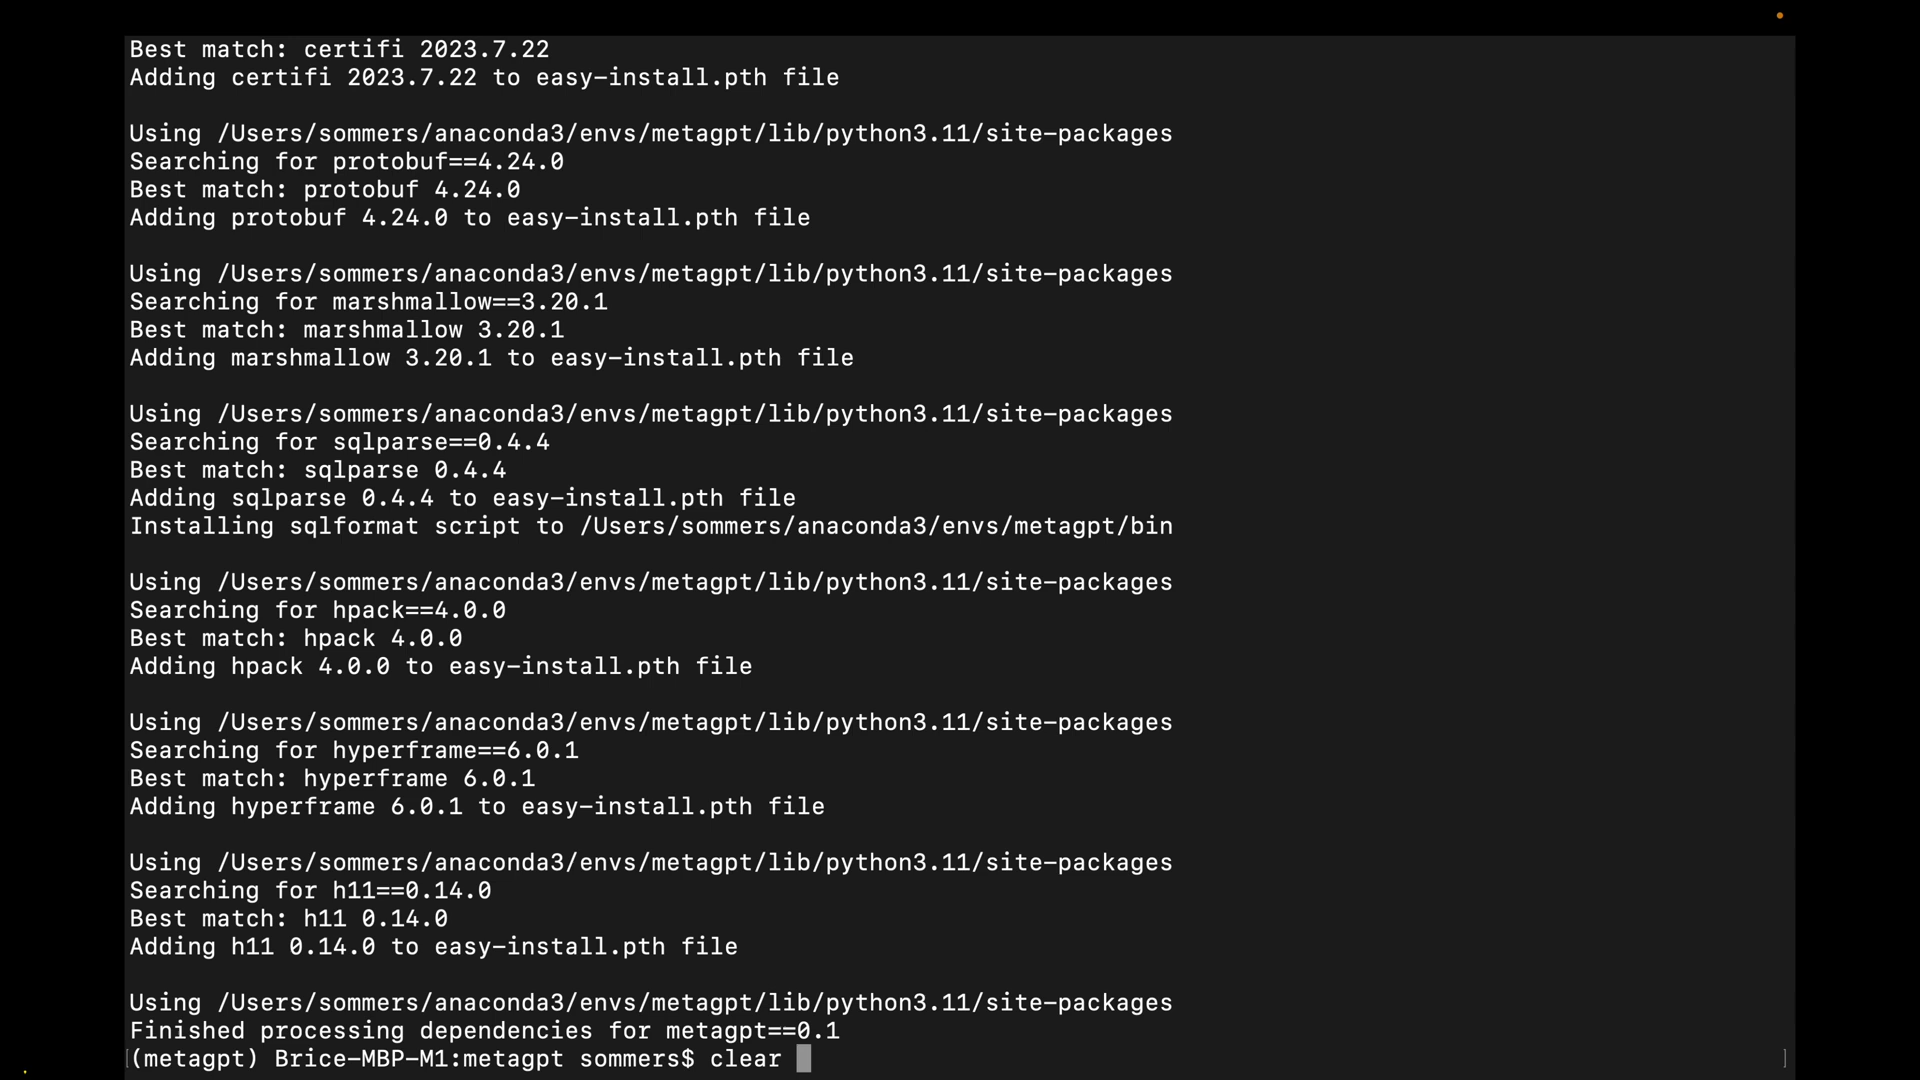 Best match: certifi 2023.7.22
Adding certifi 2023.7.22 to easy-install.pth file
Using /Users/sommers/anaconda3/envs/metagpt/lib/python3.11/site-packages
Searching for protobuf==4.24.0
Best match: protobuf 4.24.0
Adding protobuf 4.24.0 to easy-install.pth file
Using /Users/sommers/anaconda3/envs/metagpt/lib/python3.11/site-packages
Searching for marshmallow==3.20.1
Best match: marshmallow 3.20.1
Adding marshmallow 3.20.1 to easy-install.pth file
Using /Users/sommers/anaconda3/envs/metagpt/lib/python3.11/site-packages
Searching for sqlparse==0.4.4
Best match: sqlparse 0.4.4
Adding sqlparse 0.4.4 to easy-install.pth file
Installing sqlformat script to /Users/sommers/anaconda3/envs/metagpt/bin
Using /Users/sommers/anaconda3/envs/metagpt/lib/python3.11/site-packages
Searching for hpack==4.0.0
Best match: hpack 4.0.0
Adding hpack 4.0.0 to easy-install.pth file
Using /Users/sommers/anaconda3/envs/metagpt/lib/python3.11/site-packages
Searching for hyperframe==6.0.1
Best match: hyperframe 6.0.1
Adding hyperframe 6.0.1 to easy-install.pth file
Using /Users/sommers/anaconda3/envs/metagpt/lib/python3.11/site-packages
Searching for h11==0.14.0
Best match: h11 0.14.0
Adding h11 0.14.0 to easy-install.pth file
Using /Users/sommers/anaconda3/envs/metagpt/lib/python3.11/site-packages
Finished processing dependencies for metagpt==0.1
[(metagpt) Brice-MBP-M1:metagpt sommers$ clear ]